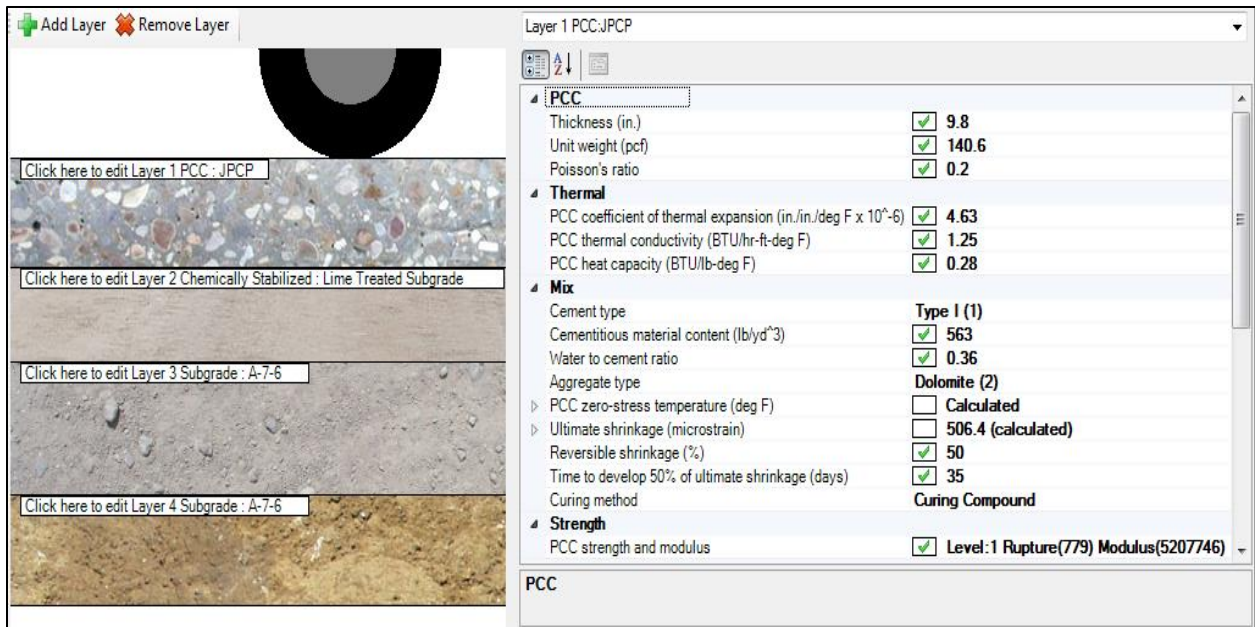 Add Layer Remove Layer
Click here to edit Layer 1 PCC : JPCP
Click here to edit Layer 2 Chemically Stabilized : Lime Treated Subgrade
Click here to edit Layer 3 Subgrade : A-7-6
Click here to edit Layer 4 Subgrade : A-7-6
Layer 1 PCC:JPCP
PCC
Thickness (in.) 9.8
Unit weight (pcf) 140.6
Poisson's ratio 0.2
Thermal
PCC coefficient of thermal expansion (in./in./deg F x 10^-6) 4.63
PCC thermal conductivity (BTU/hr-ft-deg F) 1.25
PCC heat capacity (BTU/lb-deg F) 0.28
Mix
Cement type Type I (1)
Cementitious material content (lb/yd^3) 563
Water to cement ratio 0.36
Aggregate type Dolomite (2)
PCC zero-stress temperature (deg F) Calculated
Ultimate shrinkage (microstrain) 506.4 (calculated)
Reversible shrinkage (%) 50
Time to develop 50% of ultimate shrinkage (days) 35
Curing method Curing Compound
Strength
PCC strength and modulus Level:1 Rupture(779) Modulus(5207746)
PCC